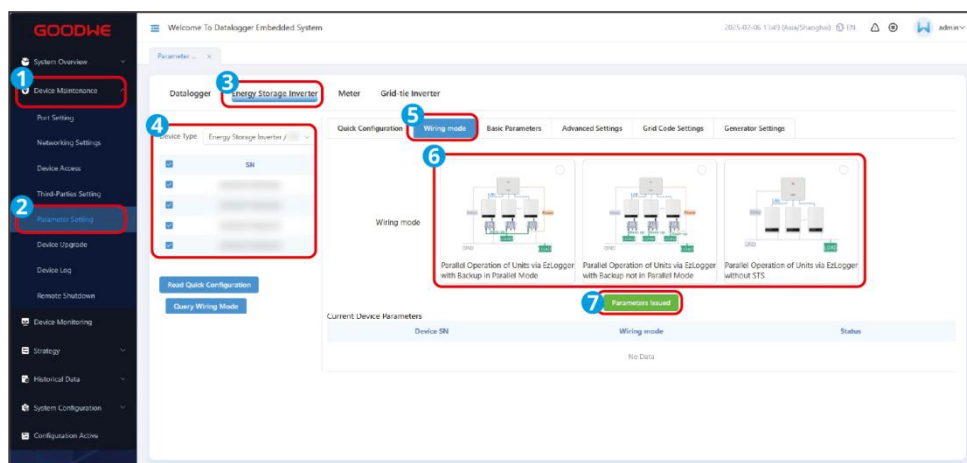 GOODWE
Welcome To Datalogger Embedded System
2025-02-06 13:49 (Asia/Shanghai) EN admin
System Overview
Parameter ... ×
1
Device Maintenance
Port Setting
Networking Settings
Device Access
Third-Parties Setting
2
Parameter Setting
Device Upgrade
Device Log
Remote Shutdown
Device Monitoring
Strategy
Historical Data
System Configuration
Configuration Active
3
Datalogger Energy Storage Inverter Meter Grid-tie Inverter
4
Device Type Energy Storage Inverter /
SN
Read Quick Configuration
Query Wiring Mode
5
Quick Configuration Wiring mode Basic Parameters Advanced Settings Grid Code Settings Generator Settings
6
Wiring mode
GRID
Parallel Operation of Units via EzLogger
with Backup in Parallel Mode
GRID
Parallel Operation of Units via EzLogger
with Backup not in Parallel Mode
GRID
LOAD
Parallel Operation of Units via EzLogger
without STS
7
Parameters Issued
Current Device Parameters
Device SN Wiring mode Status
No Data